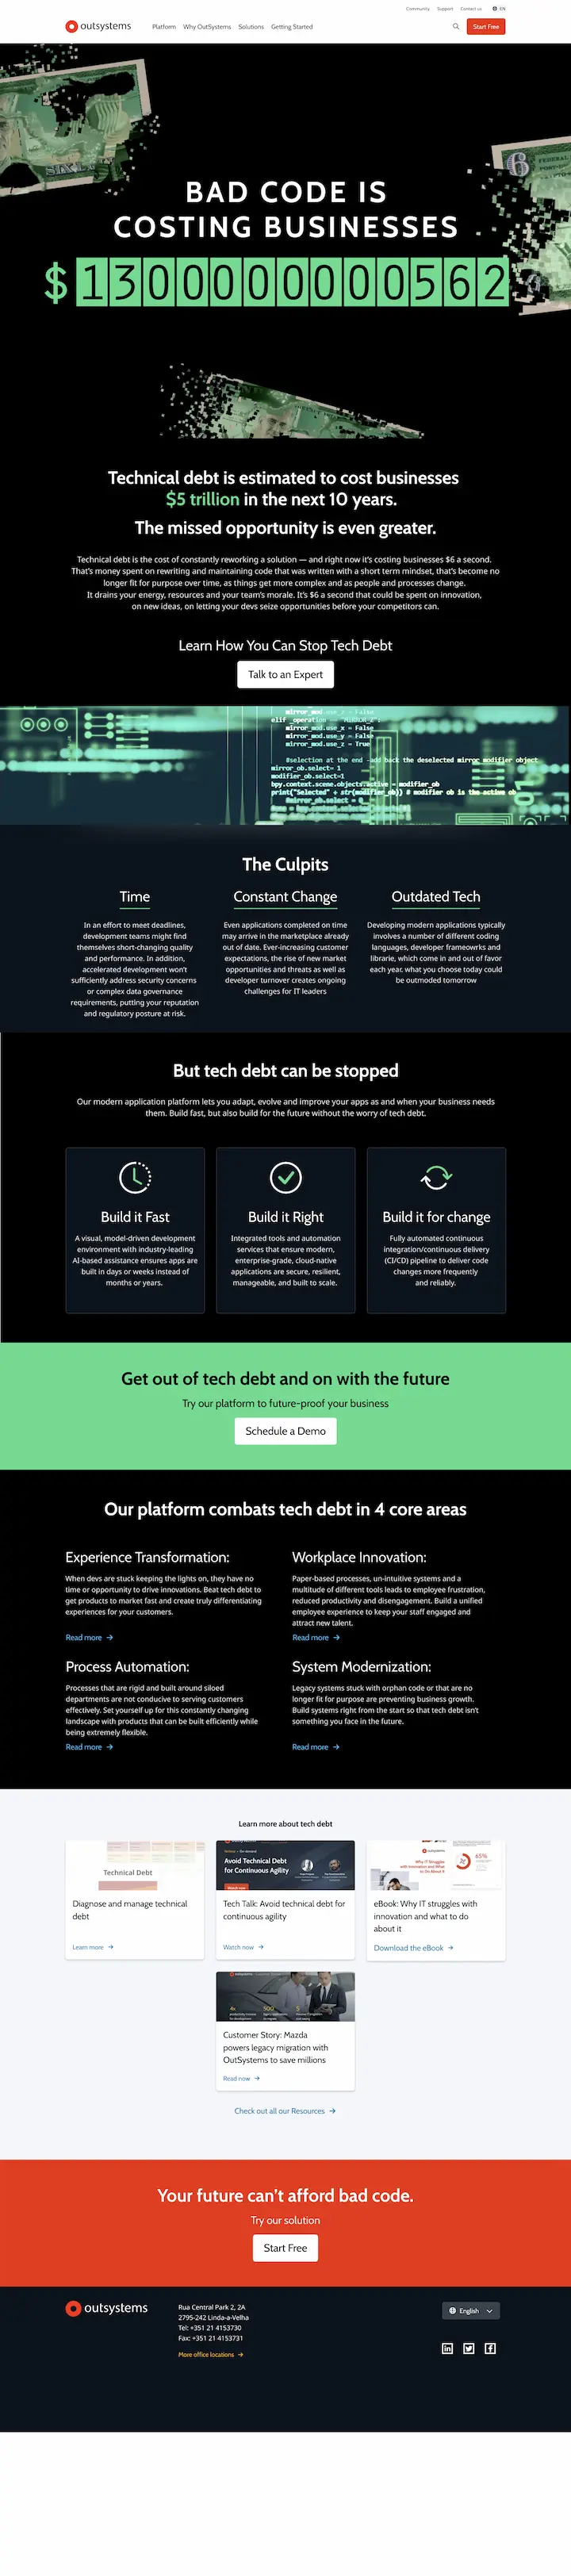 Community Support Contact us EN
outsystems Platform Why OutSystems Solutions Getting Started Start Free
BAD CODE IS
COSTING BUSINESSES
$1300000000562
Technical debt is estimated to cost businesses
$5 trillion in the next 10 years.
The missed opportunity is even greater.
Technical debt is the cost of constantly reworking a solution — and right now it's costing businesses $6 a second.
That's money spent on rewriting and maintaining code that was written with a short term mindset, that's become no
longer fit for purpose over time, as things get more complex and as people and processes change.
It drains your energy, resources and your team's morale. It's $6 a second that could be spent on innovation,
on new ideas, on letting your devs seize opportunities before your competitors can.
Learn How You Can Stop Tech Debt
Talk to an Expert
mirror_mod.use_z = False
elif _operation == "MIRROR_Z":
mirror_mod.use_x = False
mirror_mod.use_y = False
mirror_mod.use_z = True
#selection at the end -add back the deselected mirror modifier object
mirror_ob.select= 1
modifier_ob.select=1
bpy.context.scene.objects.active = modifier_ob
print("Selected" + str(modifier_ob)) # modifier ob is the active ob
#mirror_ob.select = 0
The Culpits
Time
In an effort to meet deadlines,
development teams might find
themselves short-changing quality
and performance. In addition,
accelerated development won't
sufficiently address security concerns
or complex data governance
requirements, putting your reputation
and regulatory posture at risk.
Constant Change
Even applications completed on time
may arrive in the marketplace already
out of date. Ever-increasing customer
expectations, the rise of new market
opportunities and threats as well as
developer turnover creates ongoing
challenges for IT leaders
Outdated Tech
Developing modern applications typically
involves a number of different coding
languages, developer frameworks and
librarie, which come in and out of favor
each year. what you choose today could
be outmoded tomorrow
But tech debt can be stopped
Our modern application platform lets you adapt, evolve and improve your apps as and when your business needs
them. Build fast, but also build for the future without the worry of tech debt.
Build it Fast
A visual, model-driven development
environment with industry-leading
AI-based assistance ensures apps are
built in days or weeks instead of
months or years.
Build it Right
Integrated tools and automation
services that ensure modern,
enterprise-grade, cloud-native
applications are secure, resilient,
manageable, and built to scale.
Build it for change
Fully automated continuous
integration/continuous delivery
(CI/CD) pipeline to deliver code
changes more frequently
and reliably.
Get out of tech debt and on with the future
Try our platform to future-proof your business
Schedule a Demo
Our platform combats tech debt in 4 core areas
Experience Transformation:
When devs are stuck keeping the lights on, they have no
time or opportunity to drive innovations. Beat tech debt to
get products to market fast and create truly differentiating
experiences for your customers.
Read more
Workplace Innovation:
Paper-based processes, un-intuitive systems and a
multitude of different tools leads to employee frustration,
reduced productivity and disengagement. Build a unified
employee experience to keep your staff engaged and
attract new talent.
Read more
Process Automation:
Processes that are rigid and built around siloed
departments are not conducive to serving customers
effectively. Set yourself up for this constantly changing
landscape with products that can be built efficiently while
being extremely flexible.
Read more
System Modernization:
Legacy systems stuck with orphan code or that are no
longer fit for purpose are preventing business growth.
Build systems right from the start so that tech debt isn't
something you face in the future.
Read more
Learn more about tech debt
Technical Debt
Diagnose and manage technical
debt
Learn more
Avoid Technical Debt
for Continuous Agility
Watch now
Tech Talk: Avoid technical debt for
continuous agility
Watch now
outsystems
Why IT Struggles
with Innovation and What
to Do About It
65%
eBook: Why IT struggles with
innovation and what to do
about it
Download the eBook
4x 500 5
Customer Story: Mazda
powers legacy migration with
OutSystems to save millions
Read now
Check out all our Resources
Your future can't afford bad code.
Try our solution
Start Free
outsystems
Rua Central Park 2, 2A
2795-242 Linda-a-Velha
Tel: +351 21 4153730
Fax: +351 21 4153731
More office locations
English